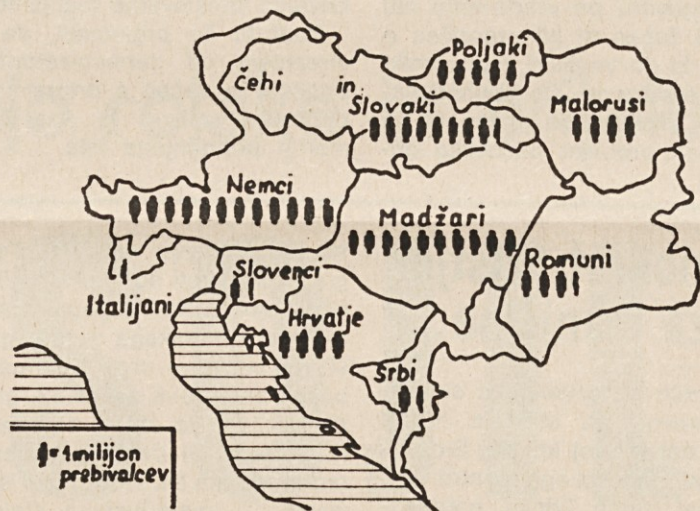 Poljaki
Čehi in
Slovaki
Malorusi
Nemci
Madžari
Romuni
Slovenci
Italijani
Hrvatje
Srbi
= 1 milijon
prebivalcev